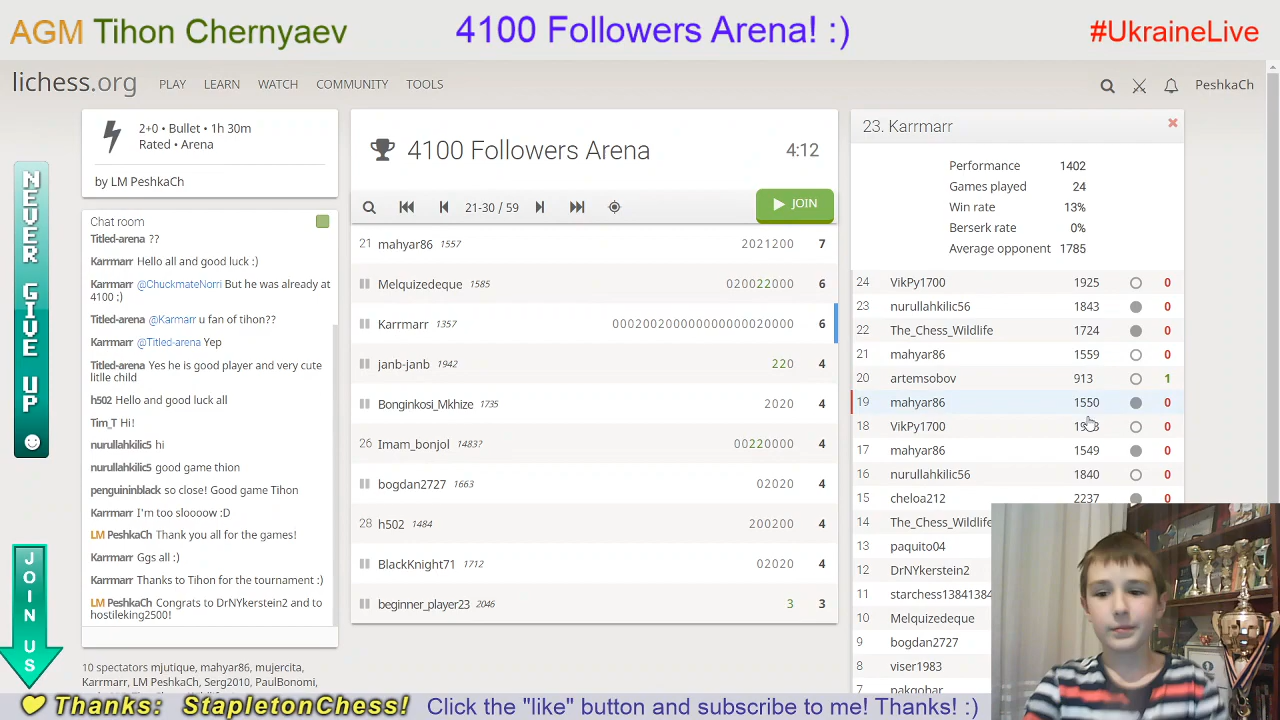 AGM Tihon Chernyaev
4100 Followers Arena! :)
#UkraineLive
lichess.org
PLAY
LEARN
WATCH
COMMUNITY
TOOLS
PeshkaCh
NEVER GIVE UP
JOIN US
2+0 • Bullet • 1h 30m
Rated • Arena
by LM PeshkaCh
Chat room
Titled-arena ??
Karrmarr Hello all and good luck :)
Karrmarr @ChuckmateNorri But he was already at
4100 :)
Titled-arena @Karmarr u fan of tihon??
Karrmarr @Titled-arena Yep
Titled-arena Yes he is good player and very cute
litlle child
h502 Hello and good luck all
Tim_T Hi!
nurullahkilic5 hi
nurullahkilic5 good game thion
penguininblack so close! Good game Tihon
Karrmarr I'm too sloooow :D
LM PeshkaCh Thank you all for the games!
Karrmarr Ggs all :)
Karrmarr Thanks to Tihon for the tournament :)
LM PeshkaCh Congrats to DrNYkerstein2 and to
hostileking2500!
10 spectators mjutique, mahyar86, mujercita,
Karrmarr, LM PeshkaCh, Serg2010, PaulBonomi,
4100 Followers Arena
4:12
21-30 / 59
JOIN
21 mahyar86 1557 2021200 7
Melquizedeque 1585 020022000 6
Karrmarr 1357 000200200000000000020000 6
janb-janb 1942 220 4
Bonginkosi_Mkhize 1735 2020 4
26 Imam_bonjol 1483? 00220000 4
bogdan2727 1663 02020 4
28 h502 1484 200200 4
BlackKnight71 1712 02020 4
beginner_player23 2046 3 3
23. Karrmarr
Performance 1402
Games played 24
Win rate 13%
Berserk rate 0%
Average opponent 1785
24 VikPy1700 1925 0
23 nurullahkilic56 1843 0
22 The_Chess_Wildlife 1724 0
21 mahyar86 1559 0
20 artemsobov 913 1
19 mahyar86 1550 0
18 VikPy1700 0
17 mahyar86 1549 0
16 nurullahkilic56 1840 0
15 cheloa212 2237 0
14 The_Chess_Wildlife
13 paquito04
12 DrNYkerstein2
11 starchess13841384
10 Melquizedeque
9 bogdan2727
8 viser1983
7 pakgohar
Thanks: StapletonChess!
Click the "like" button and subscribe to me! Thanks! :)